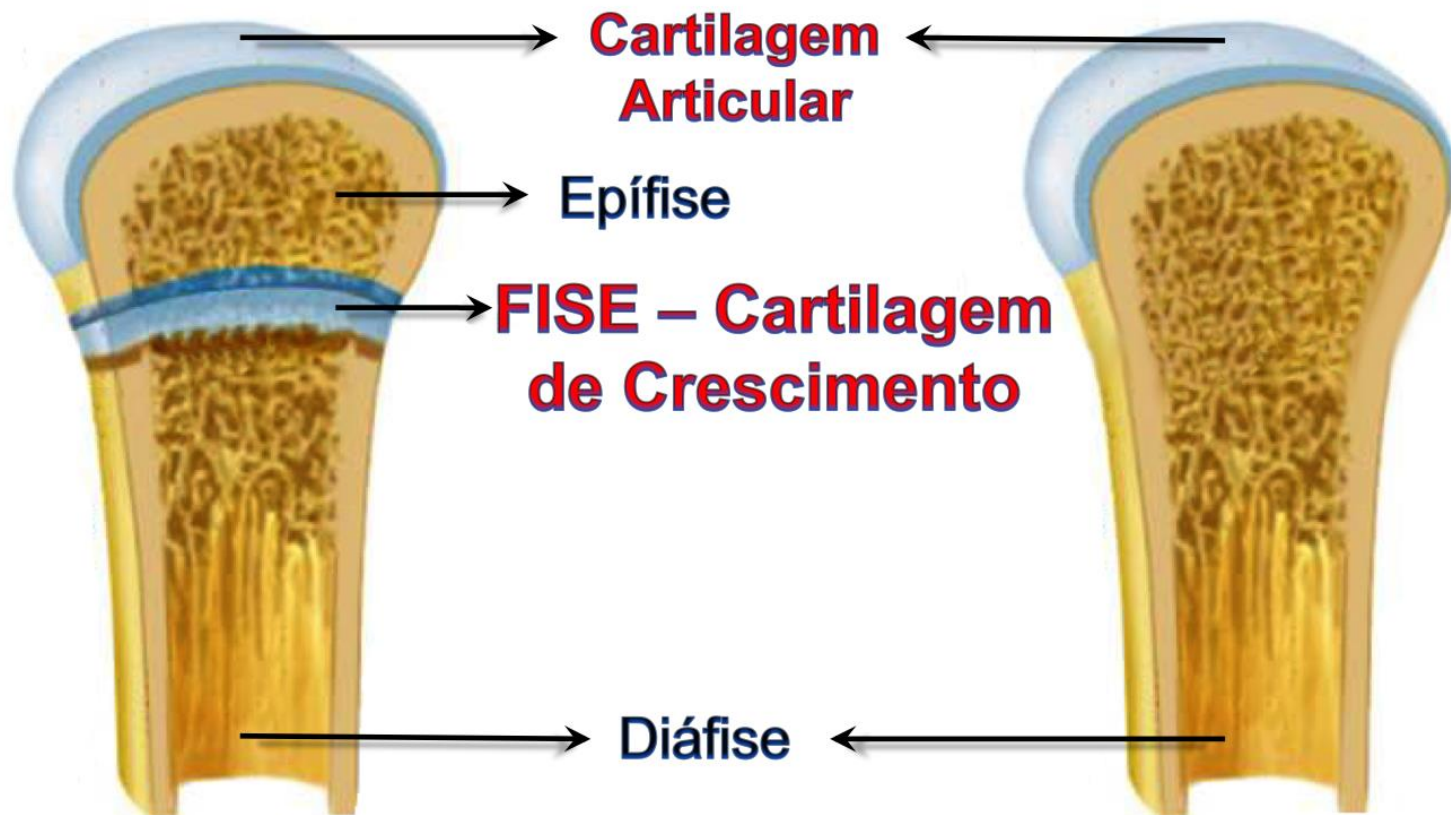 Cartilagem
Articular
Epífise
FISE – Cartilagem
de Crescimento
Diáfise